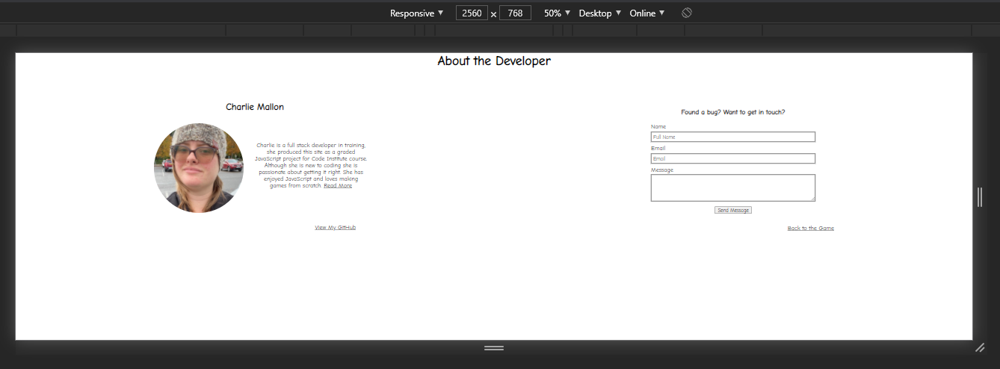 Responsive ▼ 2560 × 768 50% ▼ Desktop ▼ Online ▼
About the Developer
Charlie Mallon
Charlie is a full stack developer in training,
she produced this site as a graded
JavaScript project for Code Institute course.
Although she is new to coding she is
passionate about getting it right. She has
enjoyed JavaScript and loves making
games from scratch. Read More
View My GitHub
Found a bug? Want to get in touch?
Name
Full Name
Email
Email
Message
Send Message
Back to the Game